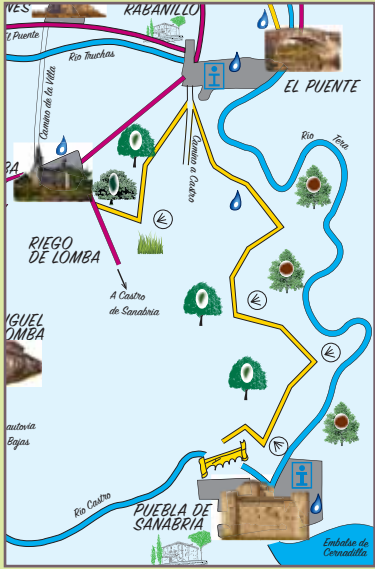 RABANILLO
El Puente
Río Truchas
Camino de la Villa
EL PUENTE
Río Tera
Camino a Castro
RIEGO
DE LOMBA
A Castro
de Sanabria
Bajas
Río Castro
PUEBLA DE
SANABRIA
Embalse de
Cernadilla